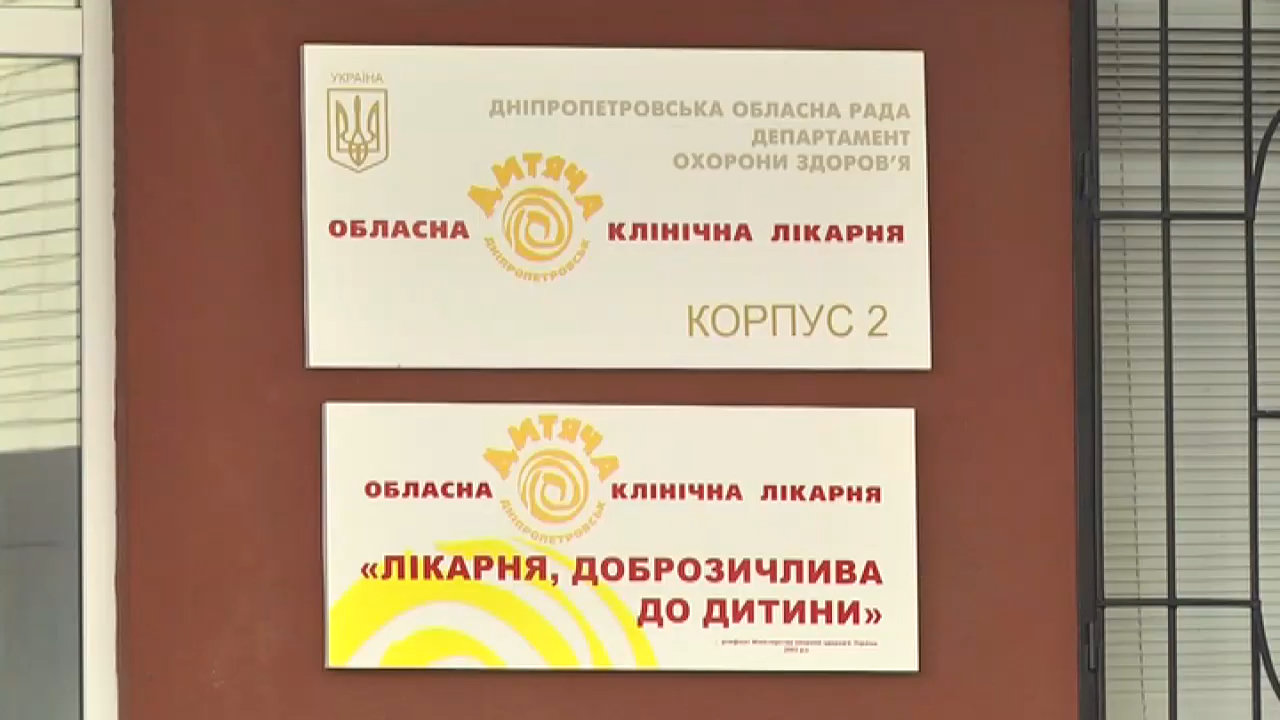 УКРАЇНА
ДНІПРОПЕТРОВСЬКА ОБЛАСНА РАДА
ДЕПАРТАМЕНТ
ОХОРОНИ ЗДОРОВ'Я
ОБЛАСНА ДИТЯЧА КЛІНІЧНА ЛІКАРНЯ
ДНІПРОПЕТРОВСЬК
КОРПУС 2
ОБЛАСНА ДИТЯЧА КЛІНІЧНА ЛІКАРНЯ
ДНІПРОПЕТРОВСЬК
«ЛІКАРНЯ, ДОБРОЗИЧЛИВА
ДО ДИТИНИ»